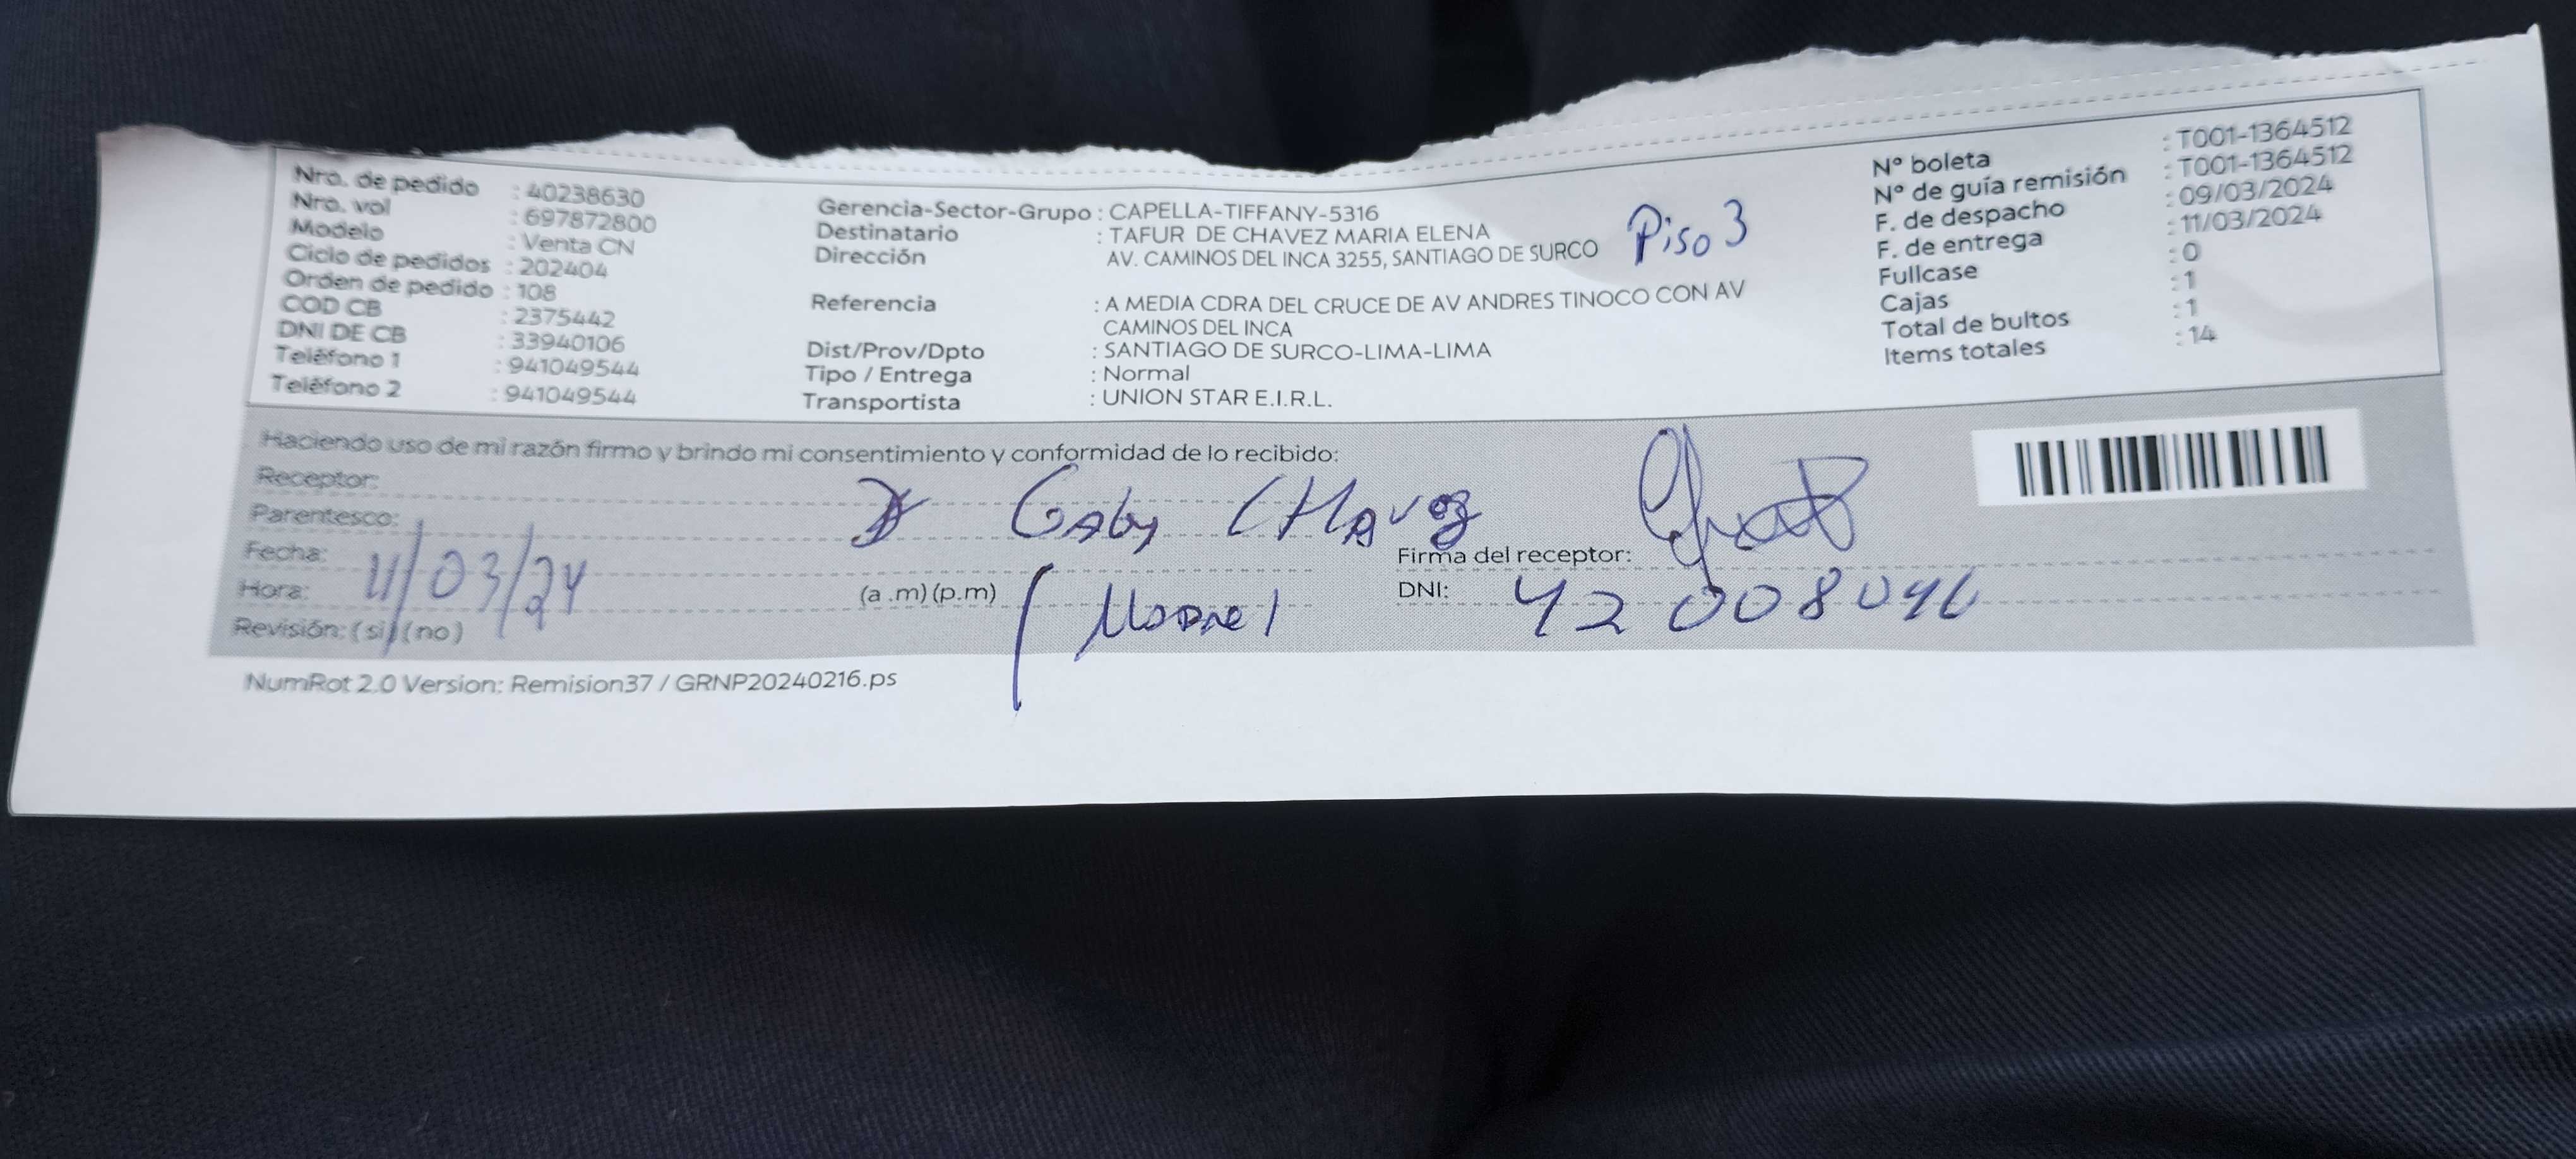 Nro. de pedido : 40238630
Nro. vol : 697872800
Modelo : Venta CN
Ciclo de pedidos : 202404
Orden de pedido : 108
COD CB : 2375442
DNI DE CB : 33940106
Teléfono 1 : 941049544
Teléfono 2 : 941049544
Gerencia-Sector-Grupo : CAPELLA-TIFFANY-5316
Destinatario : TAFUR DE CHAVEZ MARIA ELENA
Dirección AV. CAMINOS DEL INCA 3255, SANTIAGO DE SURCO
Piso 3
Referencia : A MEDIA CDRA DEL CRUCE DE AV ANDRES TINOCO CON AV
CAMINOS DEL INCA
Dist/Prov/Dpto : SANTIAGO DE SURCO-LIMA-LIMA
Tipo / Entrega : Normal
Transportista : UNION STAR E.I.R.L.
N° boleta : T001-1364512
N° de guía remisión : T001-1364512
F. de despacho : 09/03/2024
F. de entrega : 11/03/2024
Fullcase : 0
Cajas : 1
Total de bultos : 1
Items totales : 14
Haciendo uso de mi razón firmo y brindo mi consentimiento y conformidad de lo recibido:
Receptor: Gaby CHavez
Parentesco:
Fecha: 11/03/24
Hora: (a .m) (p.m)
Revisión: (si) (no)
Firma del receptor:
DNI: 42008046
NumRot 2.0 Version: Remision37 / GRNP20240216.ps